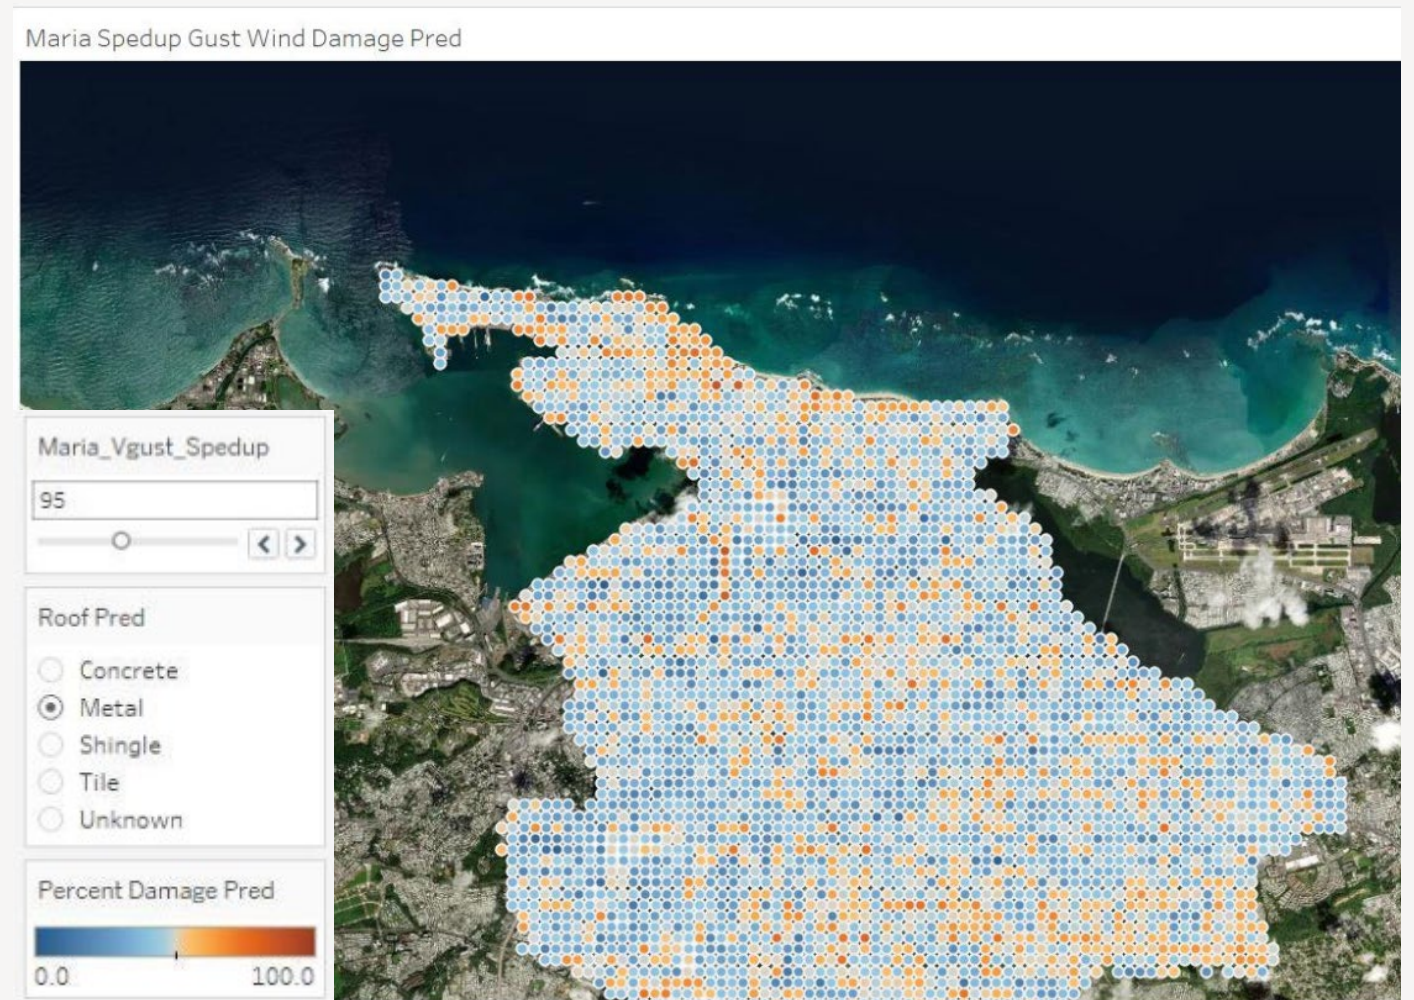 Maria Spedup Gust Wind Damage Pred
Maria_Vgust_Spedup
95
Roof Pred
Concrete
Metal
Shingle
Tile
Unknown
Percent Damage Pred
0.0 100.0